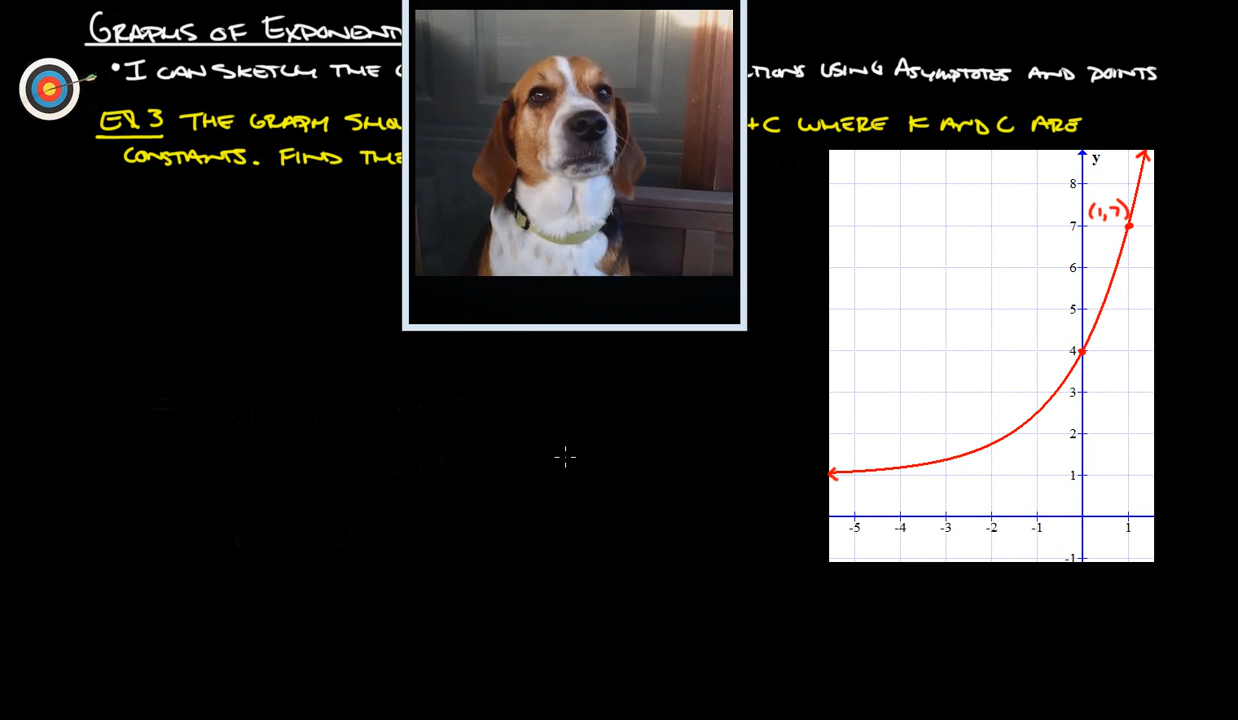 GRAPHS OF EXPONENT
• I CAN SKETCH THE TIONS USING ASYMPTOTES AND POINTS
EX. 3 THE GRAPH +C WHERE K AND C ARE
CONSTANTS. FIND THE
y
8
(1,7)
7
6
5
4
3
2
1
-5 -4 -3 -2 -1 1
-1